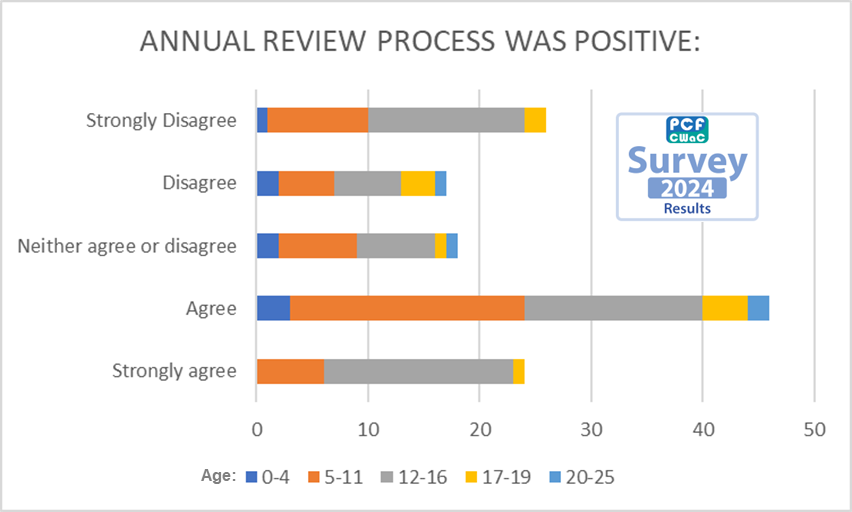 ANNUAL REVIEW PROCESS WAS POSITIVE:
Strongly Disagree
Disagree
Neither agree or disagree
Agree
Strongly agree
0 10 20 30 40 50
Age: 0-4 5-11 12-16 17-19 20-25
PCF
CWaC
Survey
2024
Results